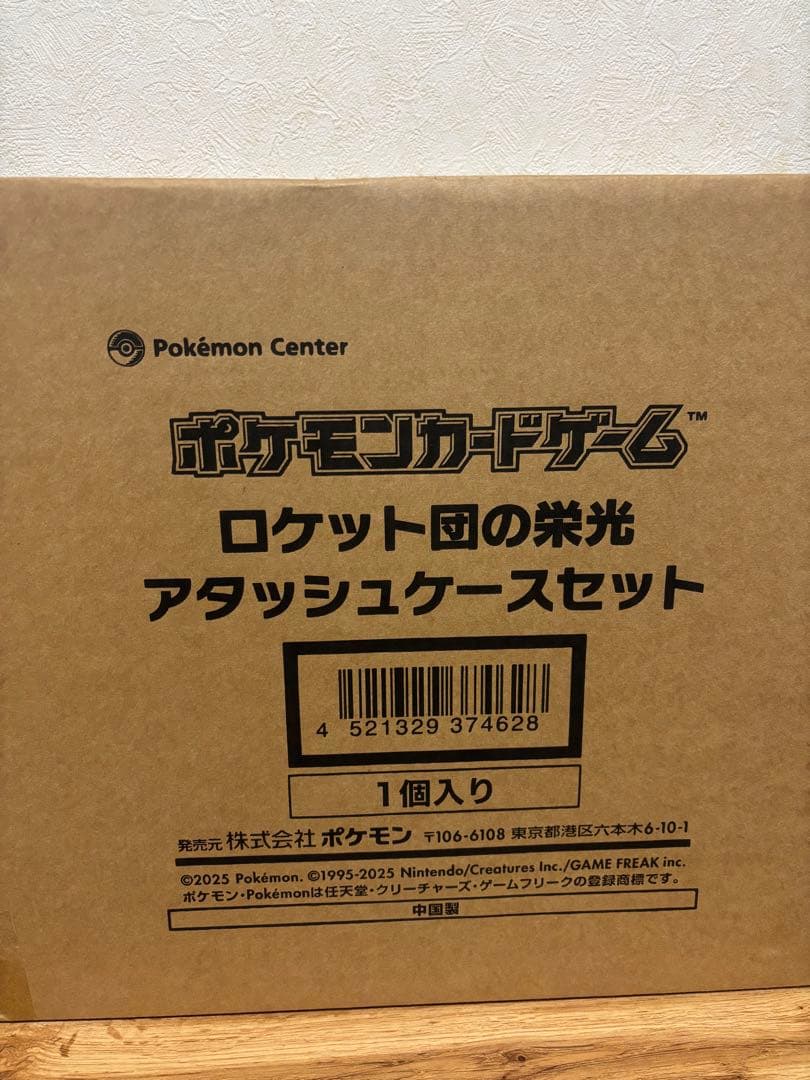 Pokémon Center
ポケモンカードゲーム™
ロケット団の栄光
アタッシュケースセット
4 521329 374628
1個入り
発売元 株式会社 ポケモン 〒106-6108 東京都港区六本木6-10-1
©2025 Pokémon. ©1995-2025 Nintendo/Creatures Inc./GAME FREAK inc.
ポケモン・Pokémonは任天堂・クリーチャーズ・ゲームフリークの登録商標です。
中国製